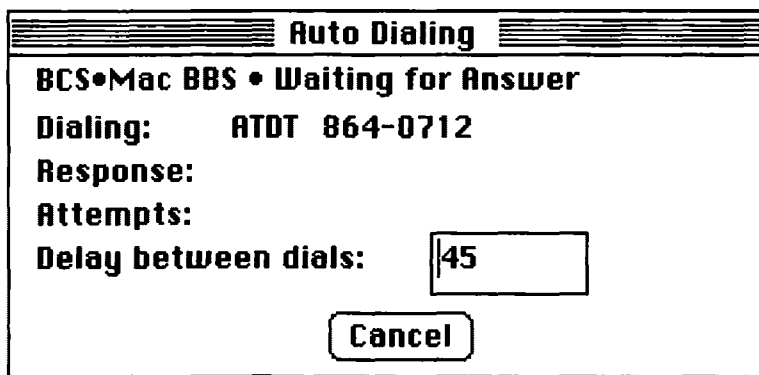 Auto Dialing
BCS•Mac BBS • Waiting for Answer
Dialing: ATDT 864-0712
Response:
Attempts:
Delay between dials: 45
Cancel